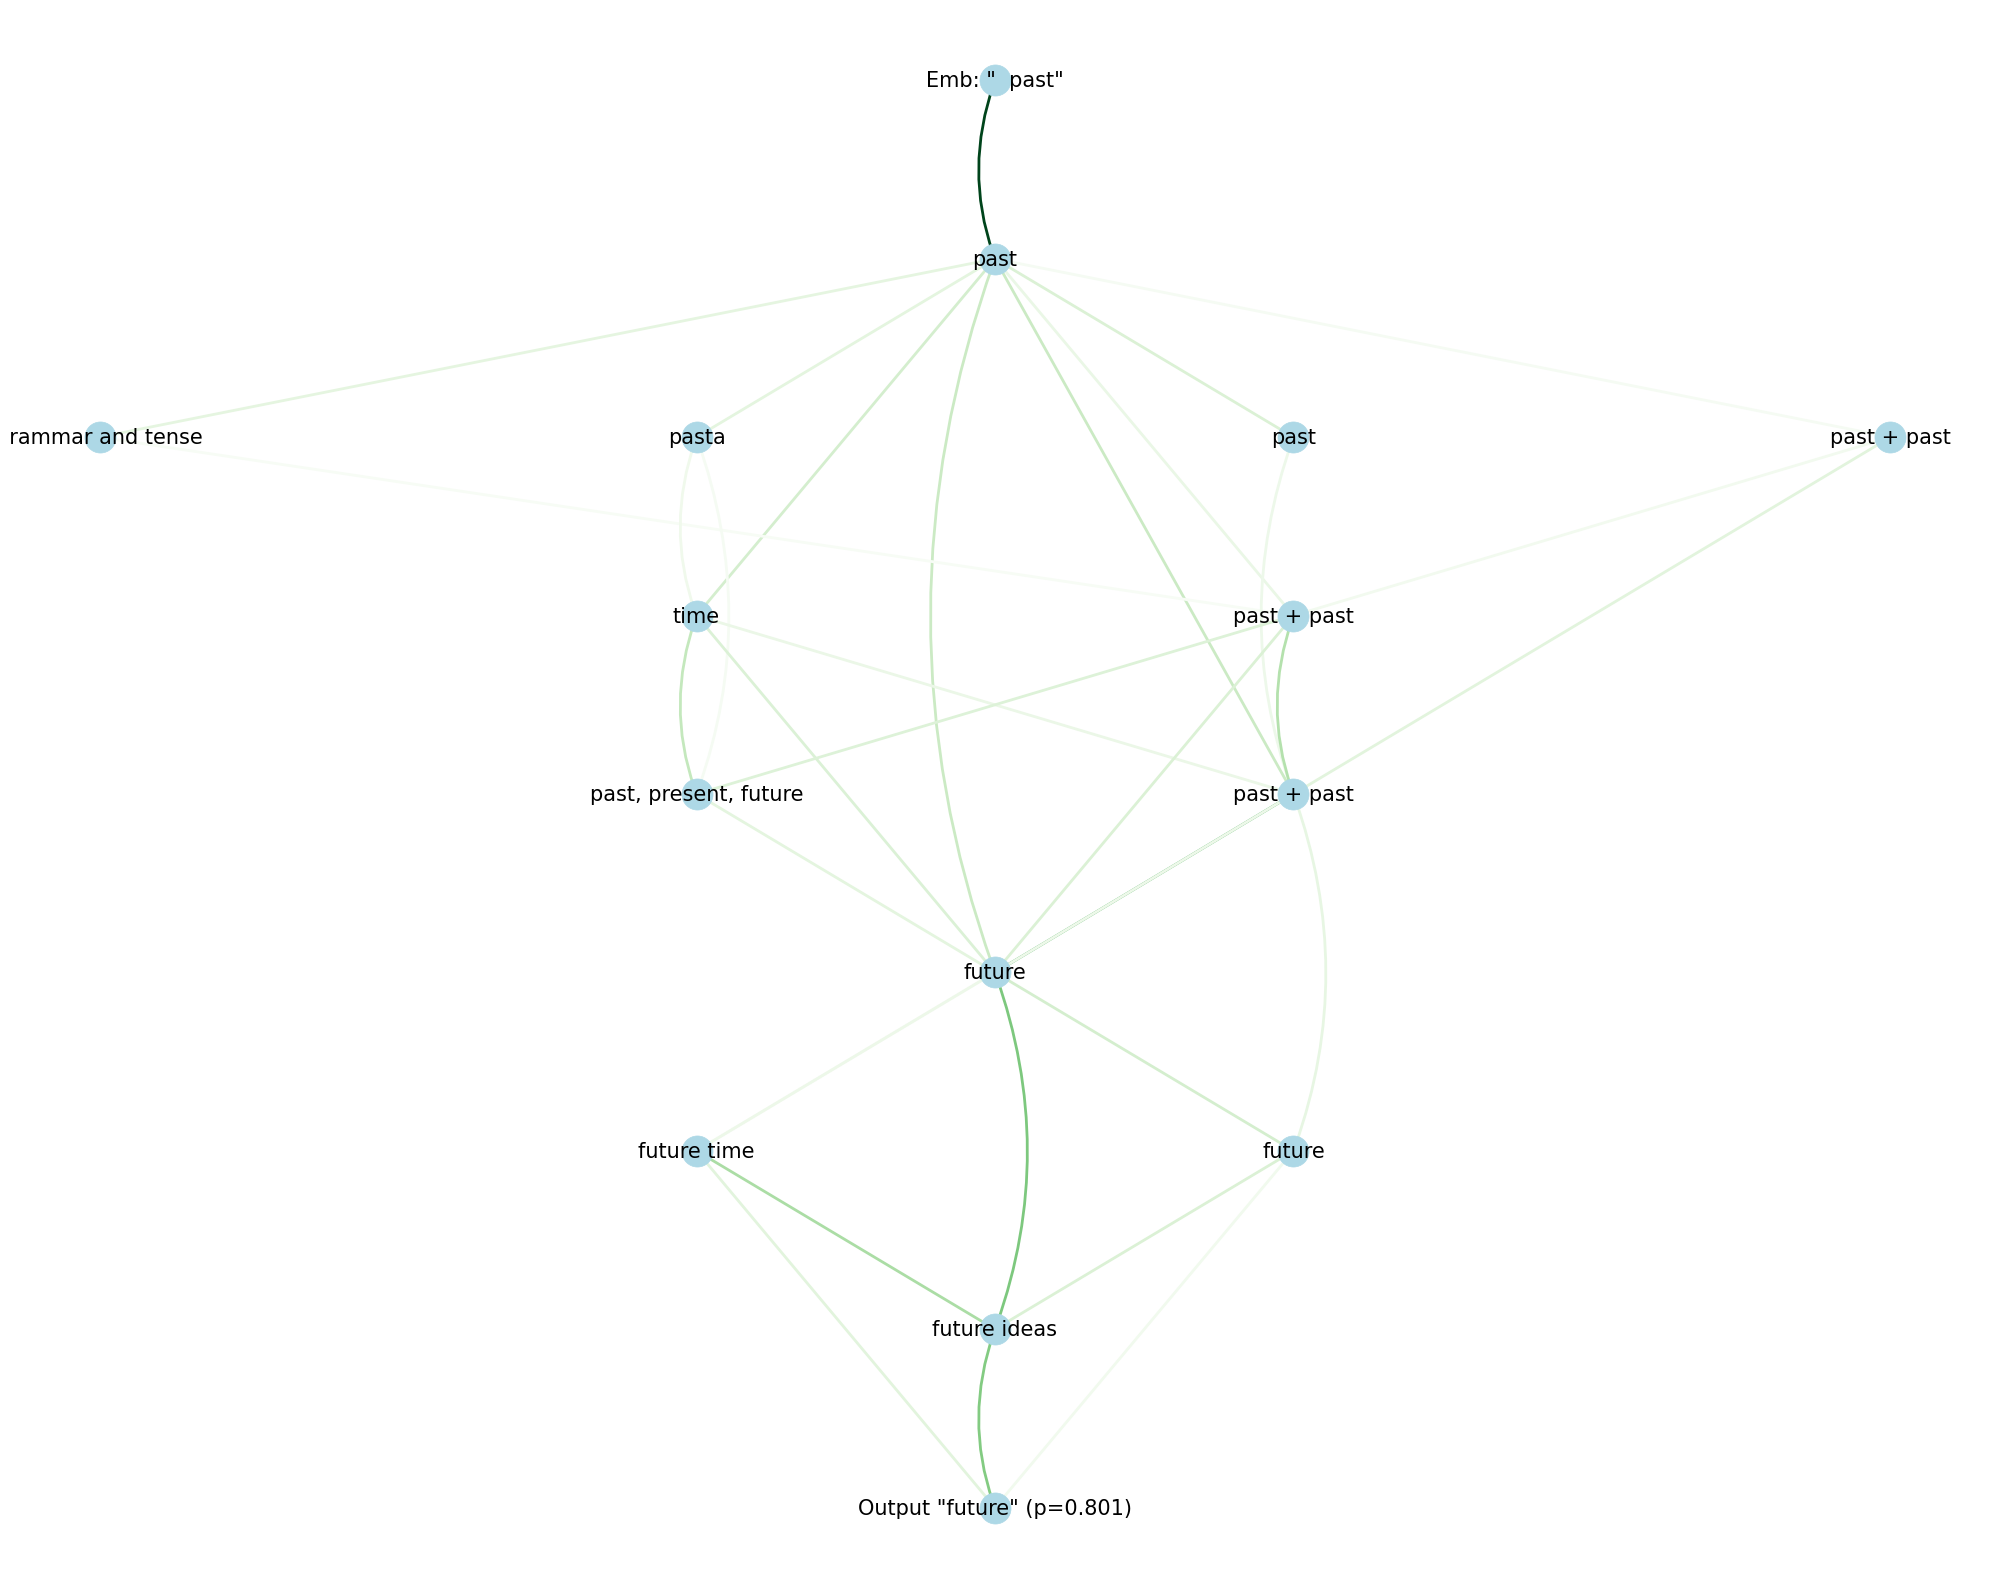 Emb: " past"
past
rammar and tense
pasta
past
past + past
time
past + past
past, present, future
past + past
future
future time
future
future ideas
Output "future" (p=0.801)